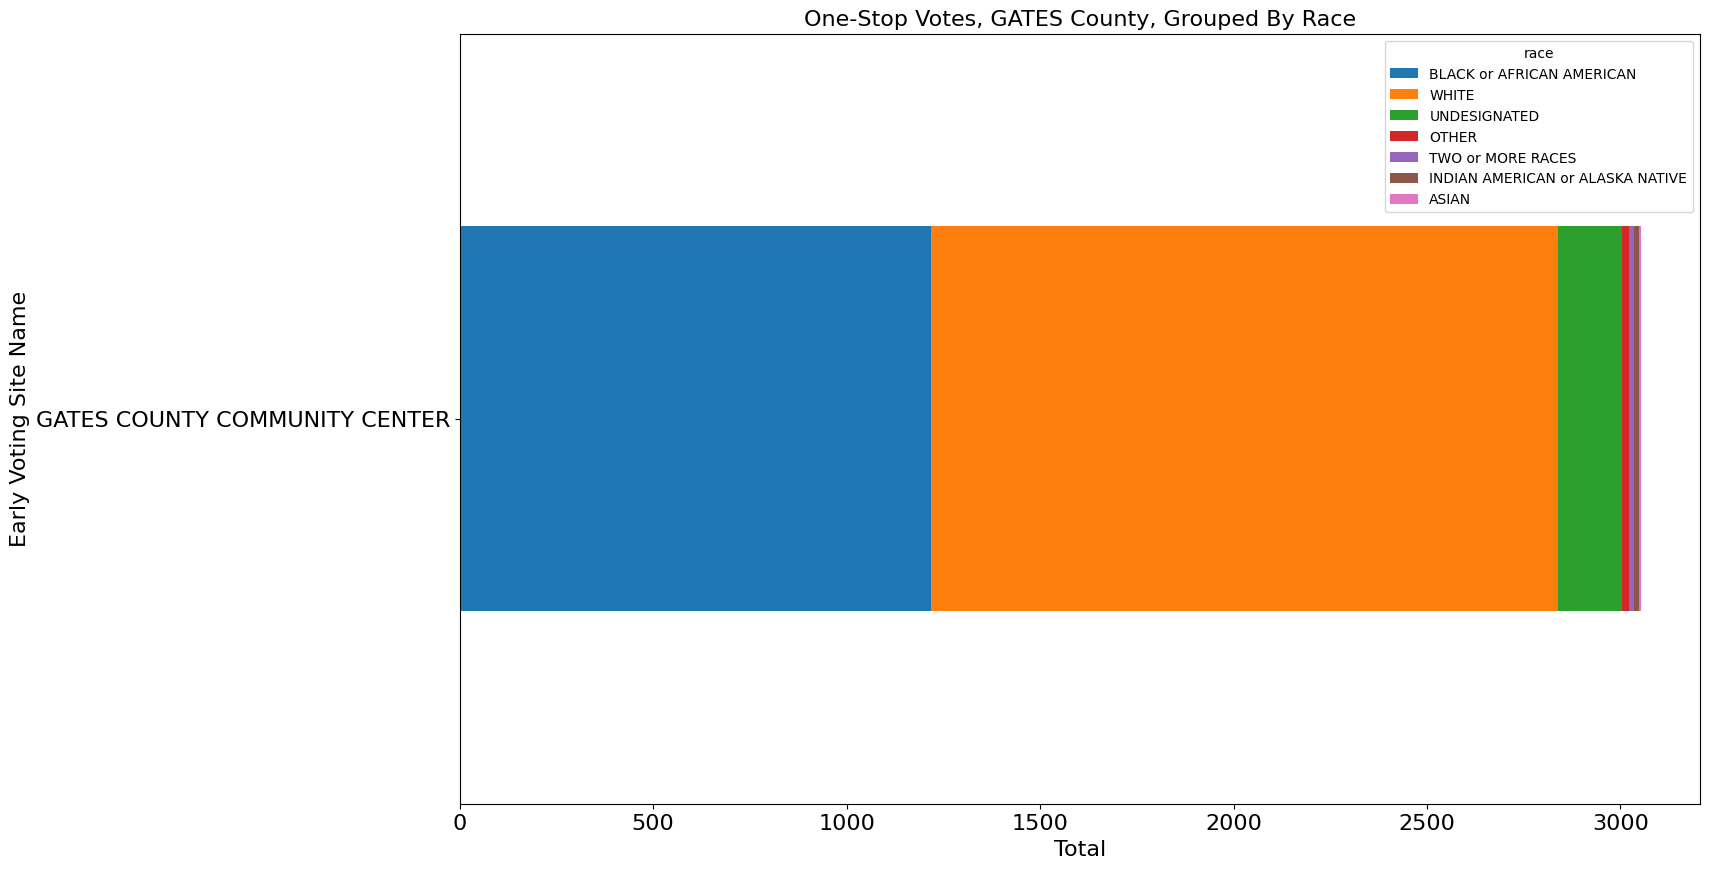 One-Stop Votes, GATES County, Grouped By Race
race
BLACK or AFRICAN AMERICAN
WHITE
UNDESIGNATED
OTHER
TWO or MORE RACES
INDIAN AMERICAN or ALASKA NATIVE
ASIAN
Early Voting Site Name
GATES COUNTY COMMUNITY CENTER
0 500 1000 1500 2000 2500 3000
Total